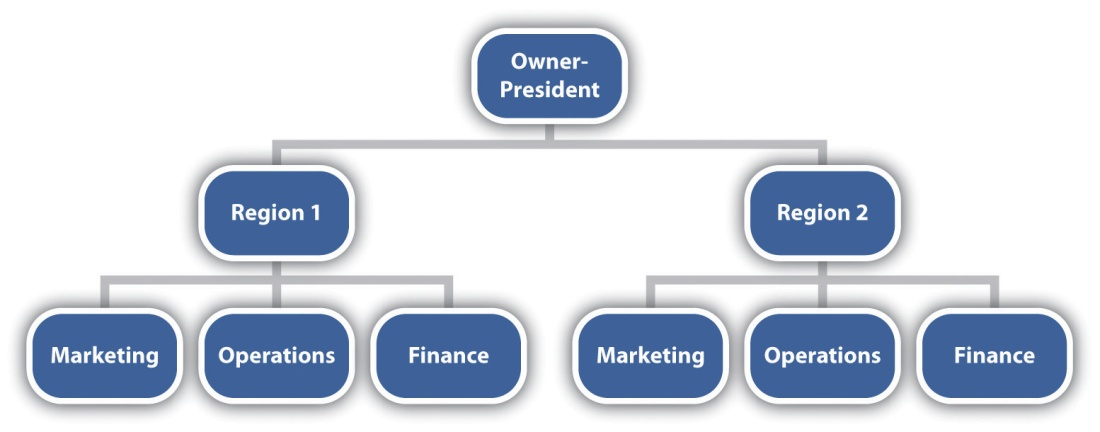 Owner-
President
Region 1
Region 2
Marketing
Operations
Finance
Marketing
Operations
Finance